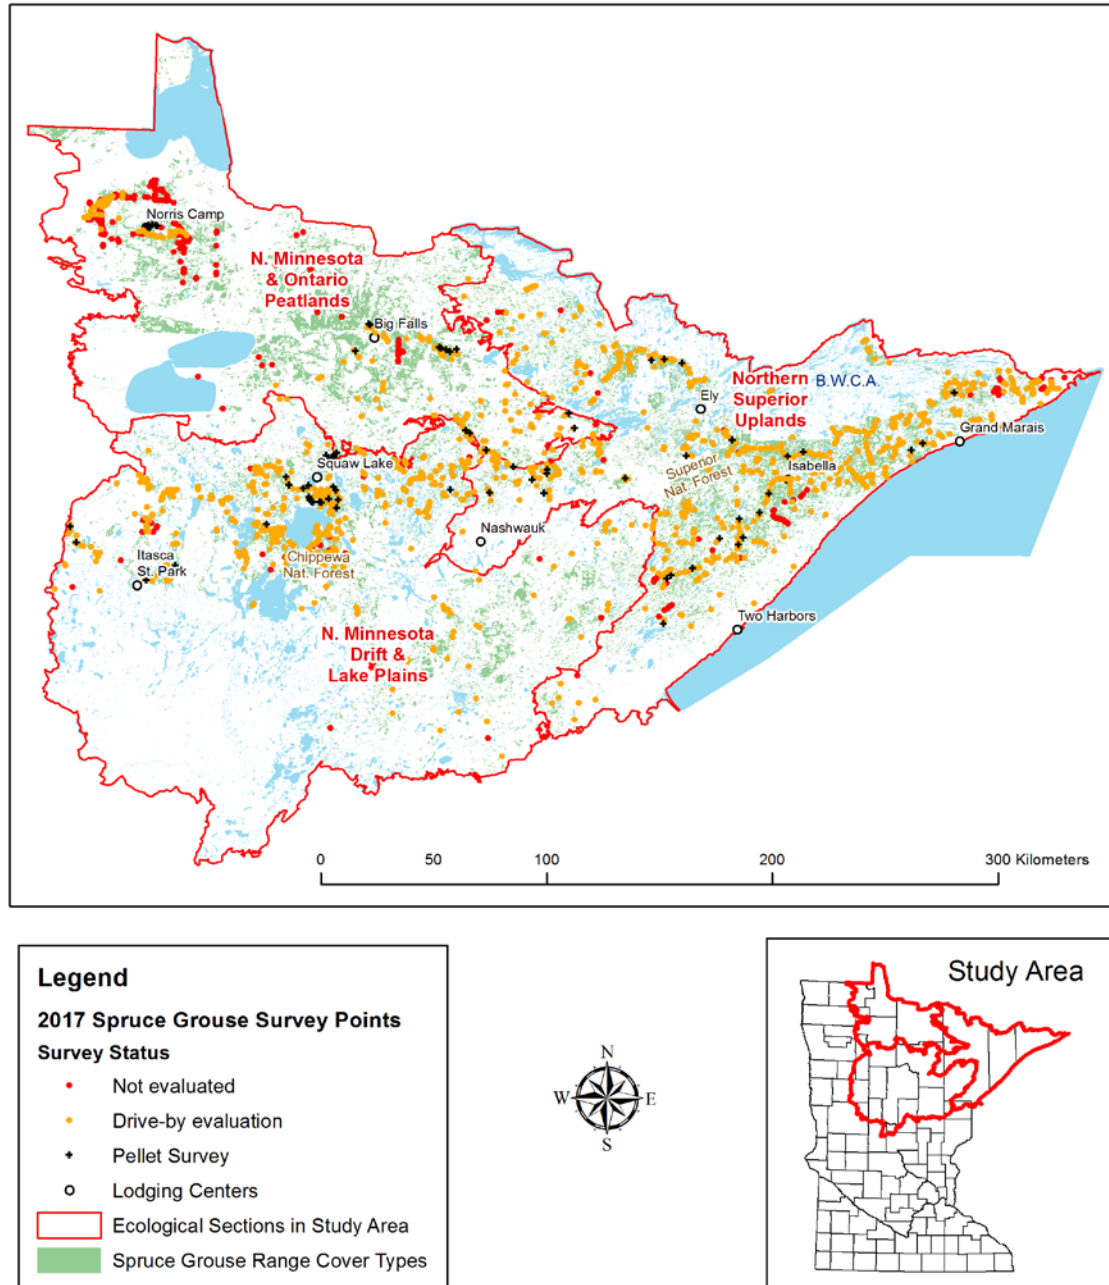 Norris Camp
N. Minnesota
& Ontario
Peatlands
Big Falls
Ely
Northern
Superior
Uplands
B.W.C.A.
Grand Marais
Squaw Lake
Superior
Nat. Forest
Isabella
Nashwauk
Itasca
St. Park
Chippewa
Nat. Forest
Two Harbors
N. Minnesota
Drift &
Lake Plains
0 50 100 200 300 Kilometers
Legend
2017 Spruce Grouse Survey Points
Survey Status
Not evaluated
Drive-by evaluation
Pellet Survey
Lodging Centers
Ecological Sections in Study Area
Spruce Grouse Range Cover Types
N
W E
S
Study Area